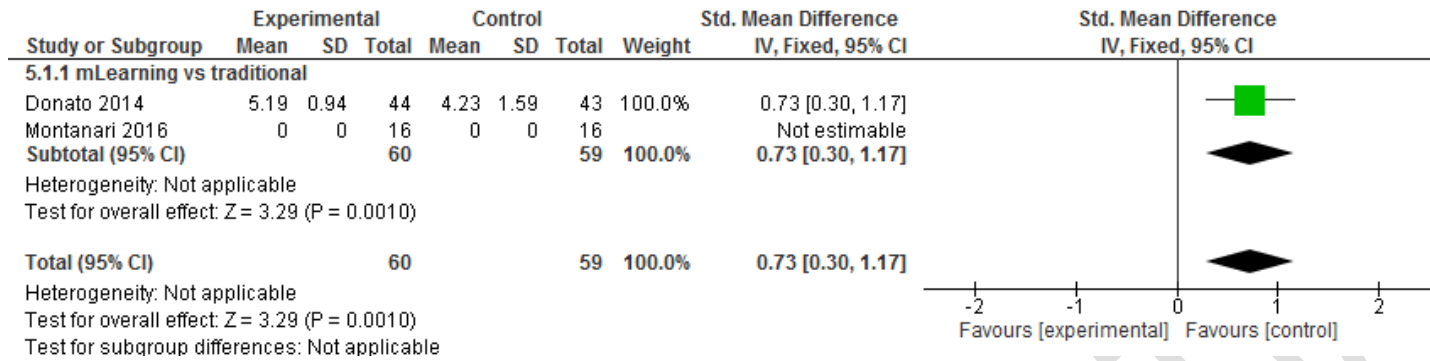 Experimental Control Std. Mean Difference Std. Mean Difference
Study or Subgroup Mean SD Total Mean SD Total Weight IV, Fixed, 95% CI IV, Fixed, 95% CI
5.1.1 mLearning vs traditional
Donato 2014 5.19 0.94 44 4.23 1.59 43 100.0% 0.73 [0.30, 1.17]
Montanari 2016 0 0 16 0 0 16 Not estimable
Subtotal (95% CI) 60 59 100.0% 0.73 [0.30, 1.17]
Heterogeneity: Not applicable
Test for overall effect: Z = 3.29 (P = 0.0010)
Total (95% CI) 60 59 100.0% 0.73 [0.30, 1.17]
Heterogeneity: Not applicable
Test for overall effect: Z = 3.29 (P = 0.0010)
Test for subgroup differences: Not applicable
-2 -1 0 1 2
Favours [experimental] Favours [control]